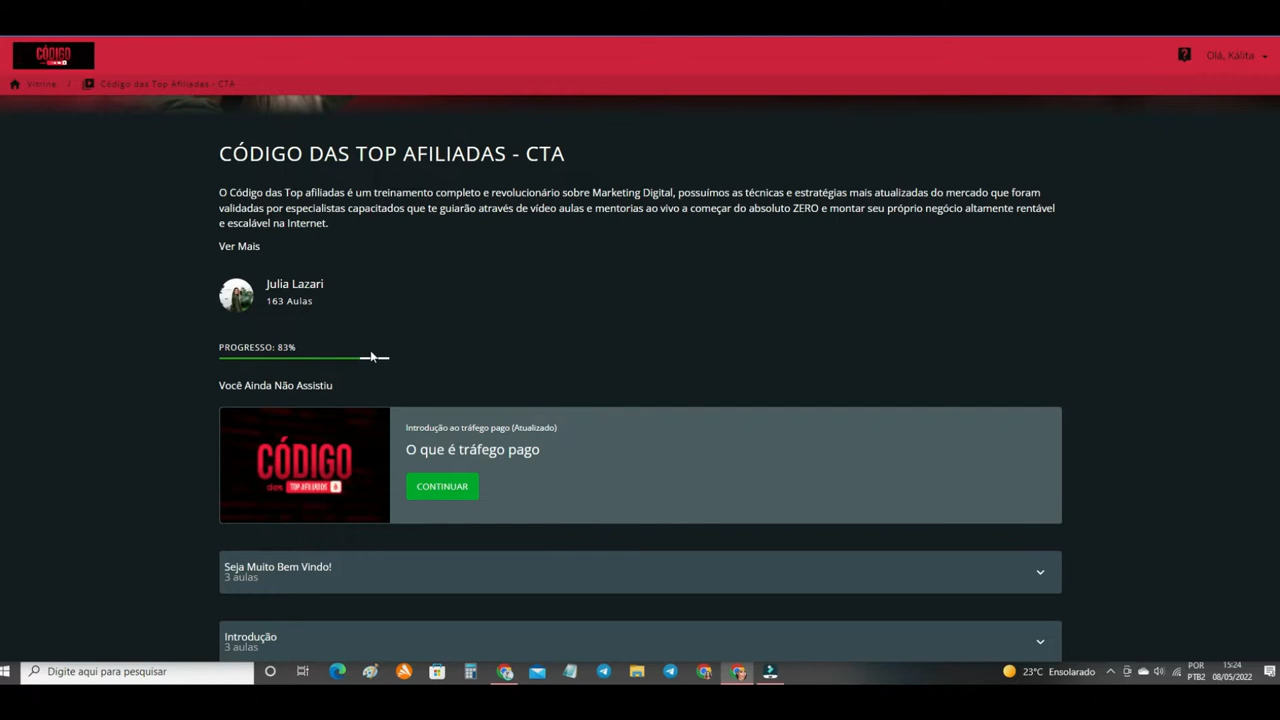 CÓDIGO
Olá, Kálita
Vitrine / Código das Top Afiliadas - CTA
CÓDIGO DAS TOP AFILIADAS - CTA
O Código das Top afiliadas é um treinamento completo e revolucionário sobre Marketing Digital, possuímos as técnicas e estratégias mais atualizadas do mercado que foram
validadas por especialistas capacitados que te guiarão através de vídeo aulas e mentorias ao vivo a começar do absoluto ZERO e montar seu próprio negócio altamente rentável
e escalável na Internet.
Ver Mais
Julia Lazari
163 Aulas
PROGRESSO: 83%
Você Ainda Não Assistiu
CÓDIGO
das TOP AFILIADAS
Introdução ao tráfego pago (Atualizado)
O que é tráfego pago
CONTINUAR
Seja Muito Bem Vindo!
3 aulas
Introdução
3 aulas
Digite aqui para pesquisar
23°C Ensolarado
POR
PTB2
15:24
08/05/2022